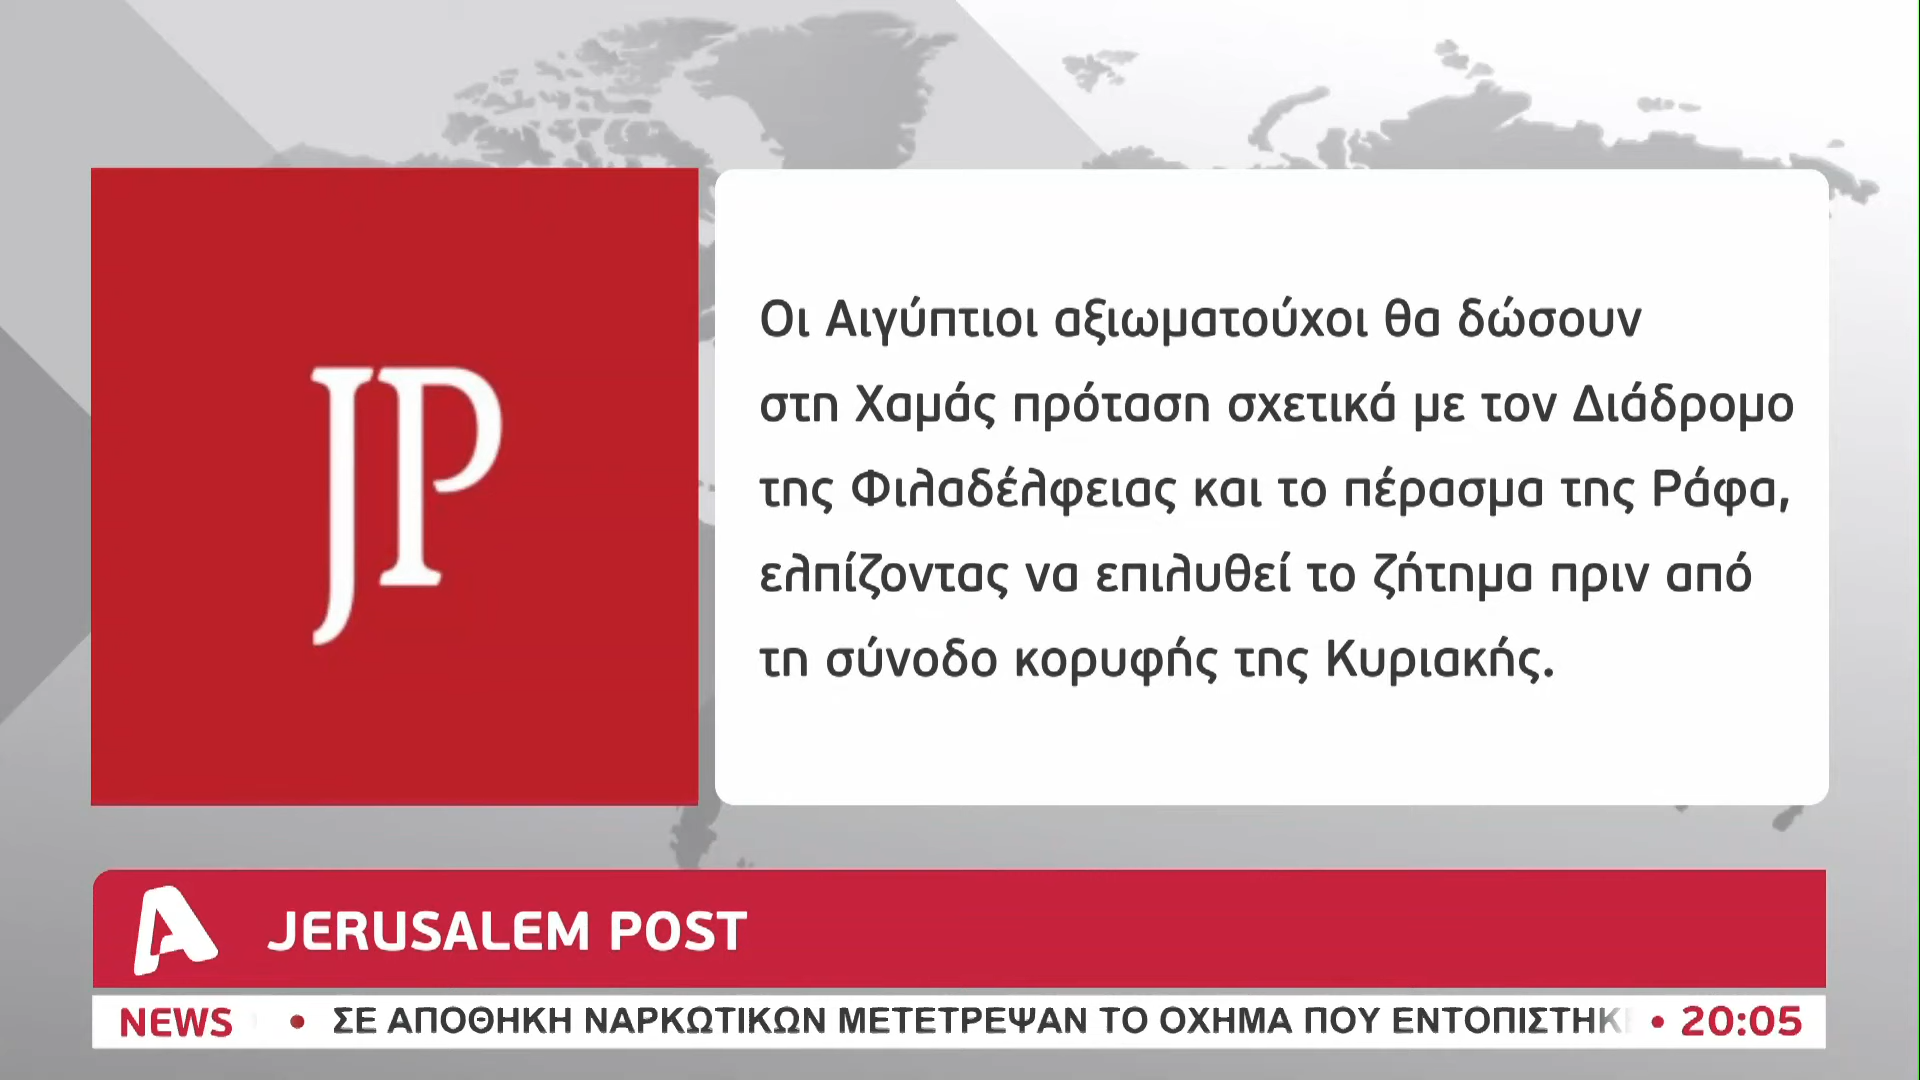 JP
Οι Αιγύπτιοι αξιωματούχοι θα δώσουν
στη Χαμάς πρόταση σχετικά με τον Διάδρομο
της Φιλαδέλφειας και το πέρασμα της Ράφα,
ελπίζοντας να επιλυθεί το ζήτημα πριν από
τη σύνοδο κορυφής της Κυριακής.
JERUSALEM POST
NEWS • ΣΕ ΑΠΟΘΗΚΗ ΝΑΡΚΩΤΙΚΩΝ ΜΕΤΕΤΡΕΨΑΝ ΤΟ ΟΧΗΜΑ ΠΟΥ ΕΝΤΟΠΙΣΤΗΚ • 20:05